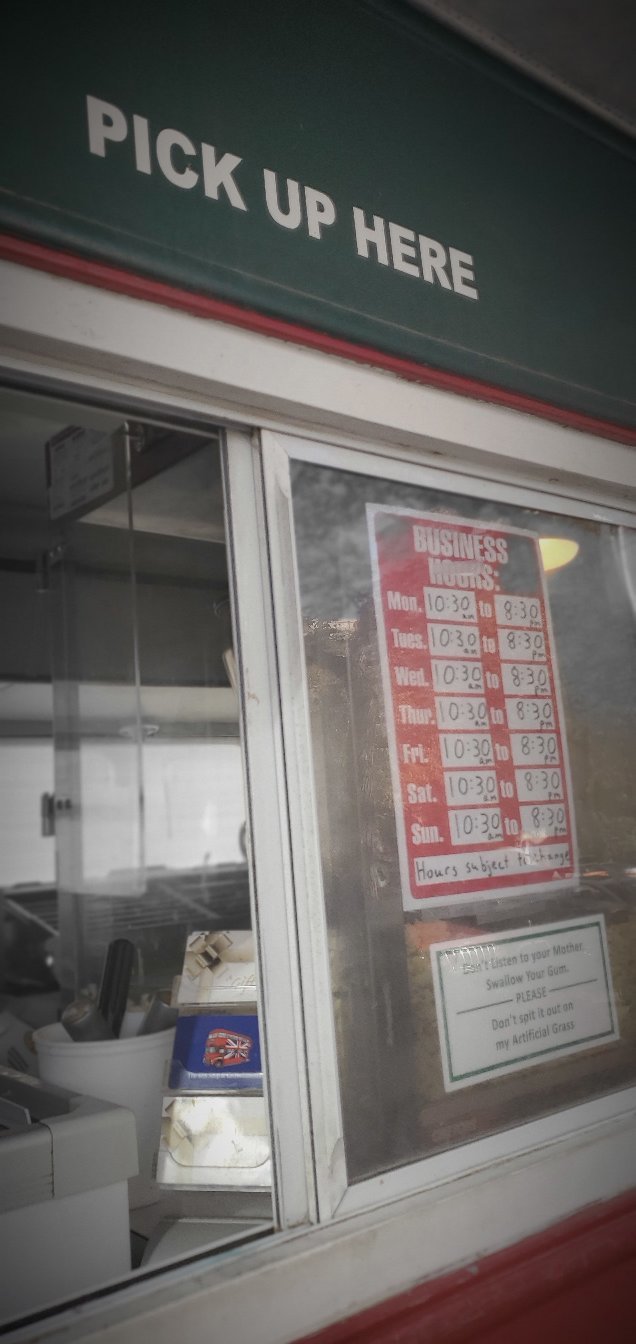 PICK UP HERE
BUSINESS
HOURS:
Mon. 10:30 am to 8:30 pm
Tues. 10:30 am to 8:30 pm
Wed. 10:30 am to 8:30 pm
Thur. 10:30 am to 8:30 pm
Fri. 10:30 am to 8:30 pm
Sat. 10:30 am to 8:30 pm
Sun. 10:30 am to 8:30 pm
Hours subject to change
Don't Listen to your Mother
Swallow Your Gum.
PLEASE
Don't spit it out on
my Artificial Grass